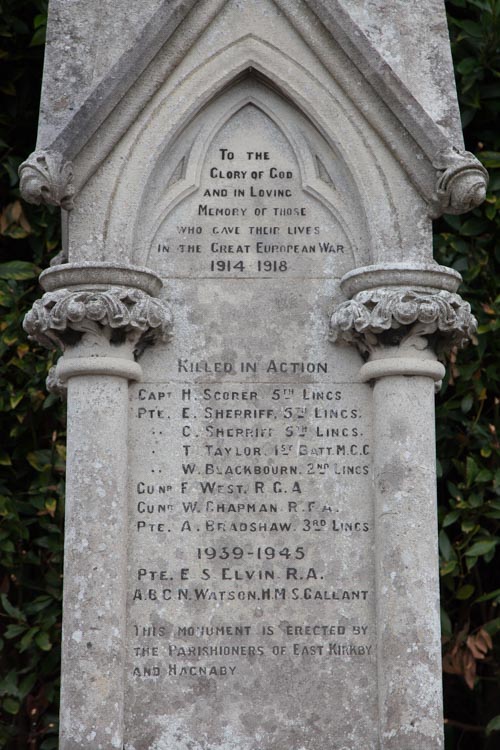 TO THE
GLORY OF GOD
AND IN LOVING
MEMORY OF THOSE
WHO GAVE THEIR LIVES
IN THE GREAT EUROPEAN WAR
1914 1918
KILLED IN ACTION
CAPT H. SCORER 5TH LINCS
PTE. E. SHERRIFF, 5TH LINCS.
" C. SHERRIFF 5TH LINCS.
" T. TAYLOR, 1ST BATT. M.G.C
" W. BLACKBOURN. 2ND LINCS
GUNR F. WEST. R.G.A
GUNR W. CHAPMAN. R.F.A.
PTE. A. BRADSHAW. 3RD LINCS
1939-1945
PTE. E S ELVIN R.A.
A.B. C N. WATSON. H.M.S. GALLANT
THIS MONUMENT IS ERECTED BY
THE PARISHIONERS OF EAST KIRKBY
AND HAGNABY